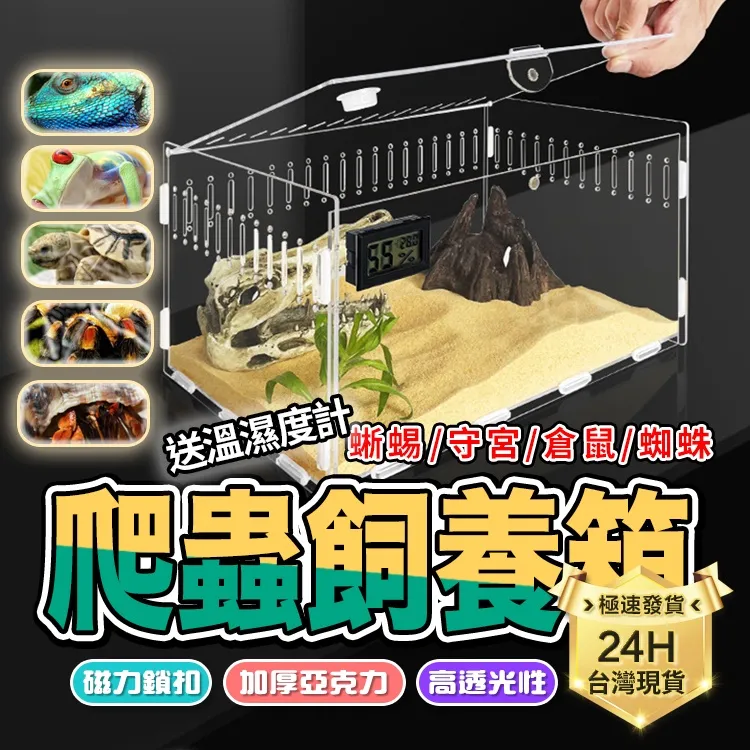 55%
送溫濕度計
蜥蜴/守宮/倉鼠/蜘蛛
爬蟲飼養箱
極速發貨
24H
台灣現貨
磁力鎖扣
加厚亞克力
高透光性